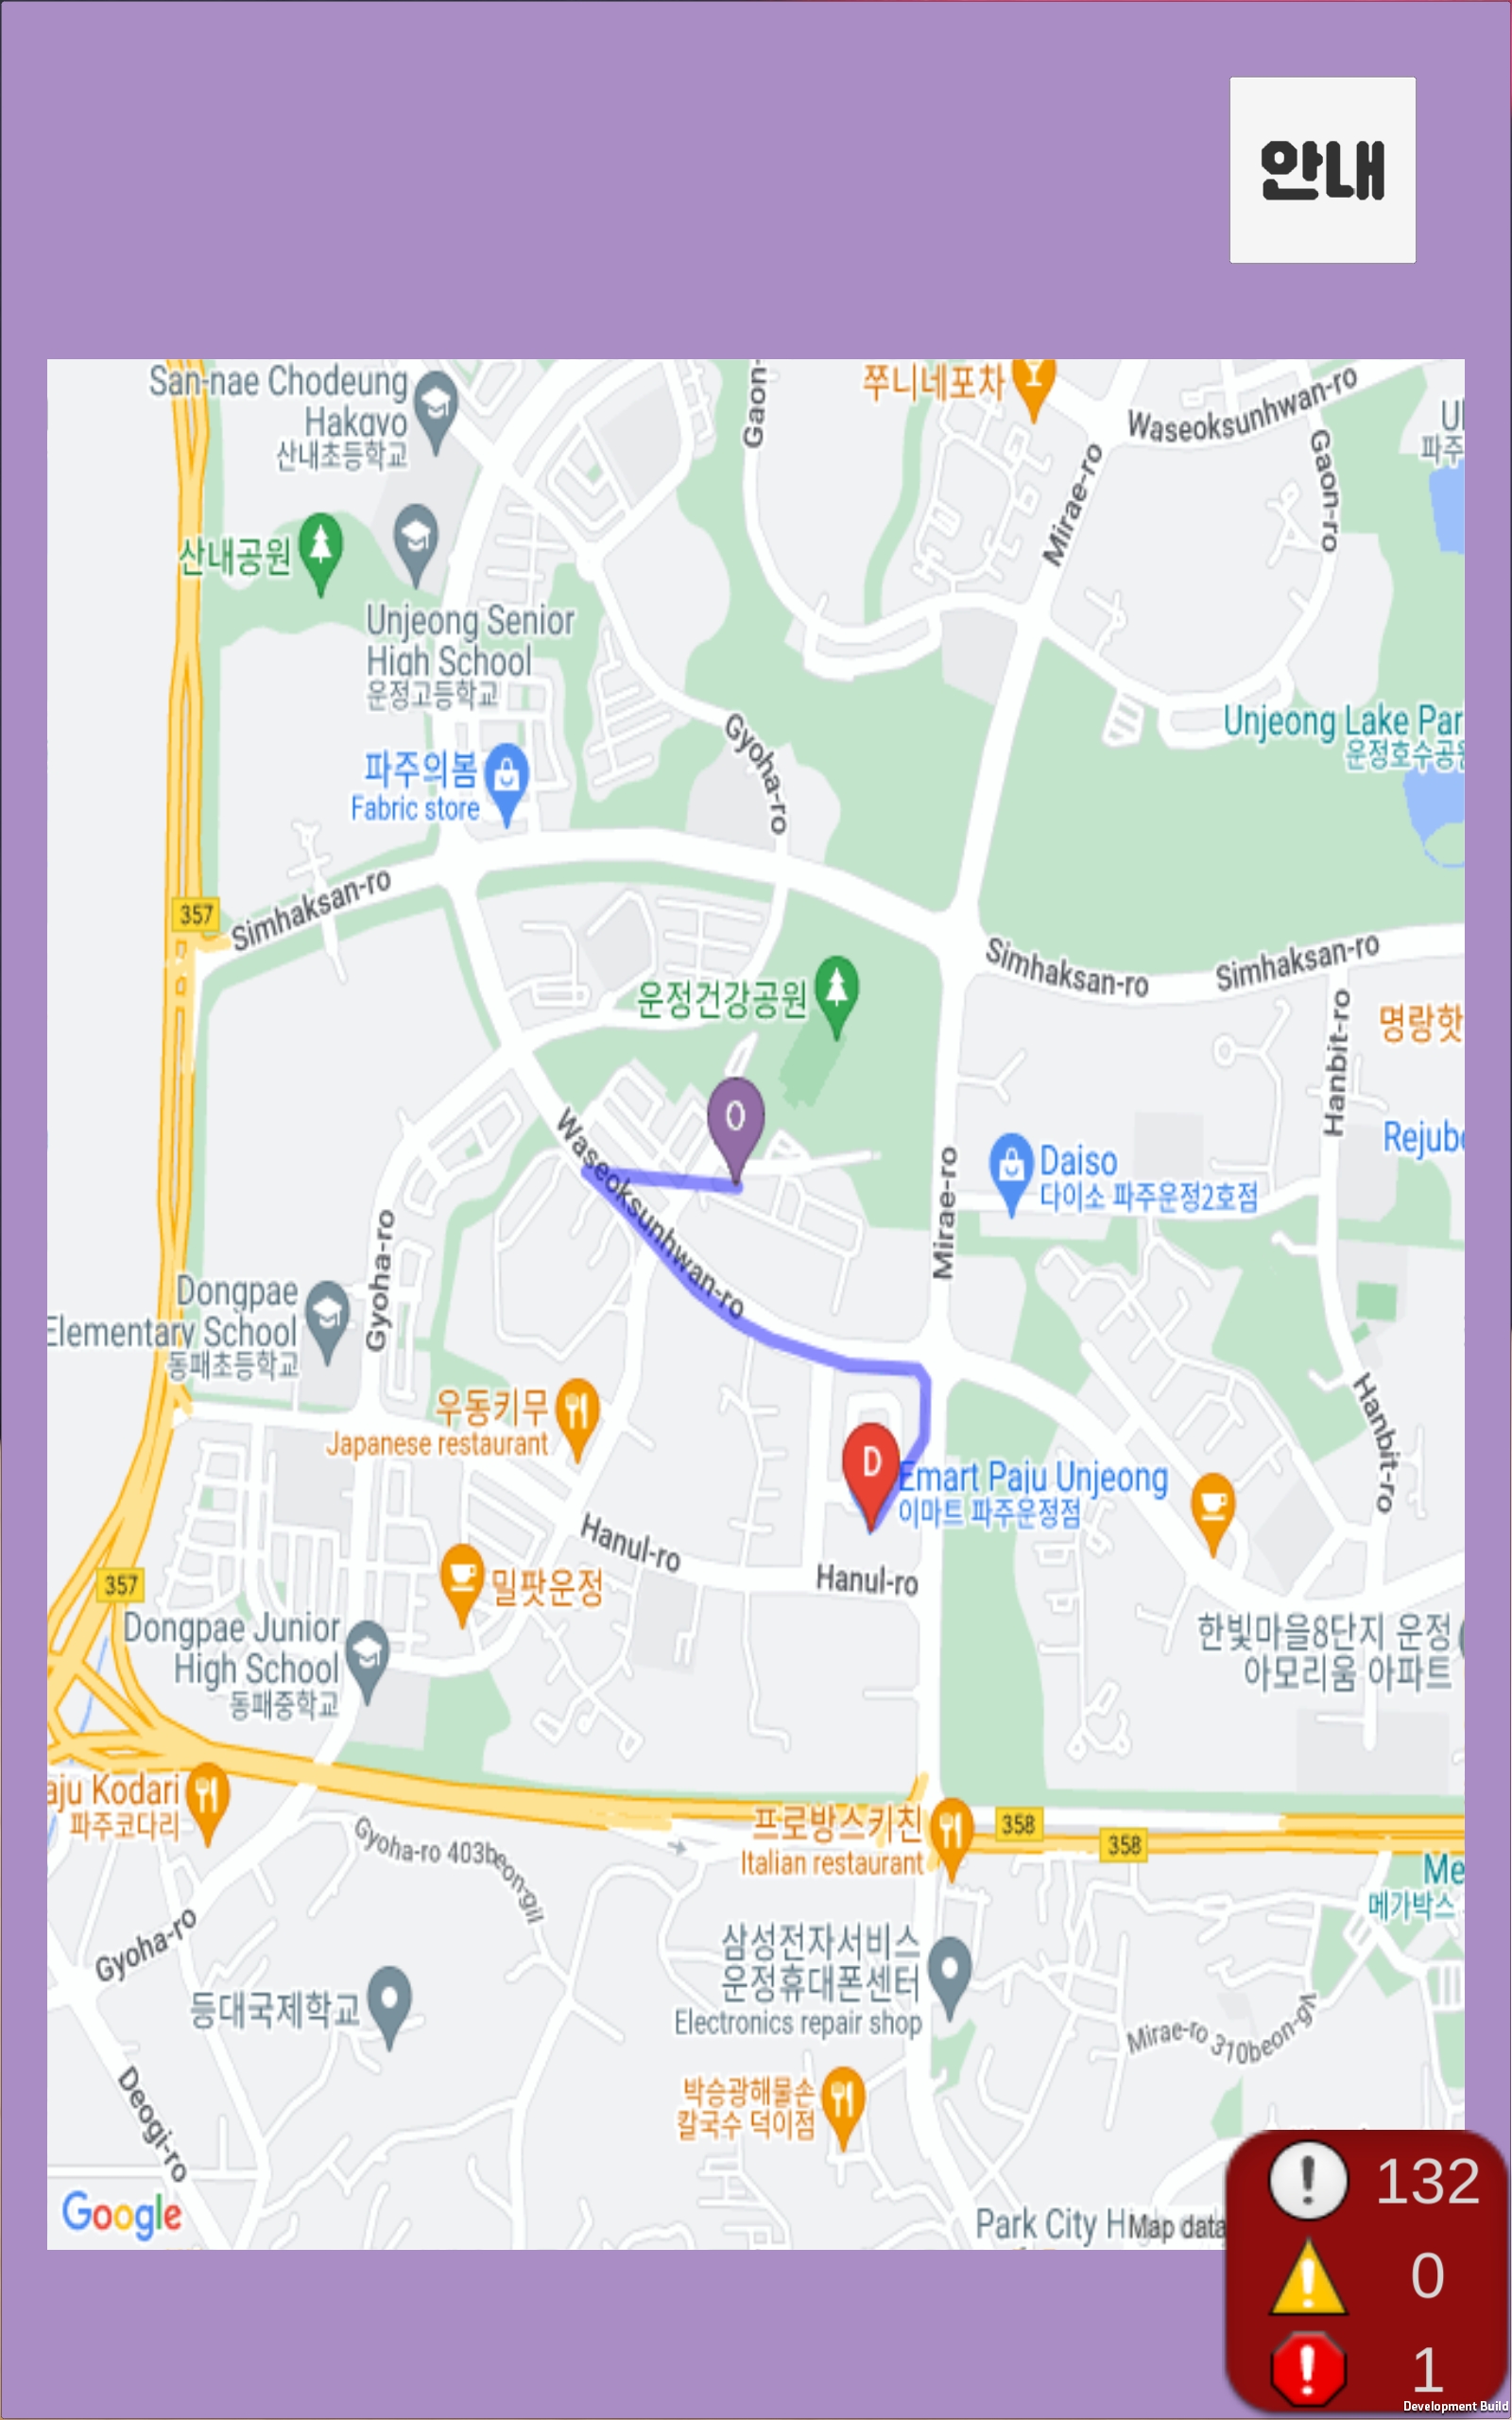 안내
San-nae Chodeung
Hakayo
산내초등학교
Gaon-
쭈니네포차
Waseoksunhwan-ro
Gaon-ro
파주
Mirae-ro
산내공원
Unjeong Senior
High School
운정고등학교
Unjeong Lake Par
운정호수공원
Gyoha-ro
파주의봄
Fabric store
357
Simhaksan-ro
Simhaksan-ro
Simhaksan-ro
운정건강공원
명랑핫
Hanbit-ro
O
Waseoksunhwan-ro
Rejub
Daiso
다이소 파주운정2호점
Mirae-ro
Gyoha-ro
Dongpae
Elementary School
동패초등학교
우동키무
Japanese restaurant
Hanbit-ro
D
Emart Paju Unjeong
이마트 파주운정점
Hanul-ro
Hanul-ro
357
밀팟운정
Dongpae Junior
High School
동패중학교
한빛마을8단지 운정
아모리움 아파트
aju Kodari
파주코다리
Gyoha-ro 403beon-gil
프로방스키친
Italian restaurant
358
358
Me
메가박스
Gyoha-ro
삼성전자서비스
운정휴대폰센터
Electronics repair shop
등대국제학교
Mirae-ro 310beon-gil
Deogi-ro
박승광해물손
칼국수 덕이점
Google
Park City H
Map data
132
0
1
Development Build